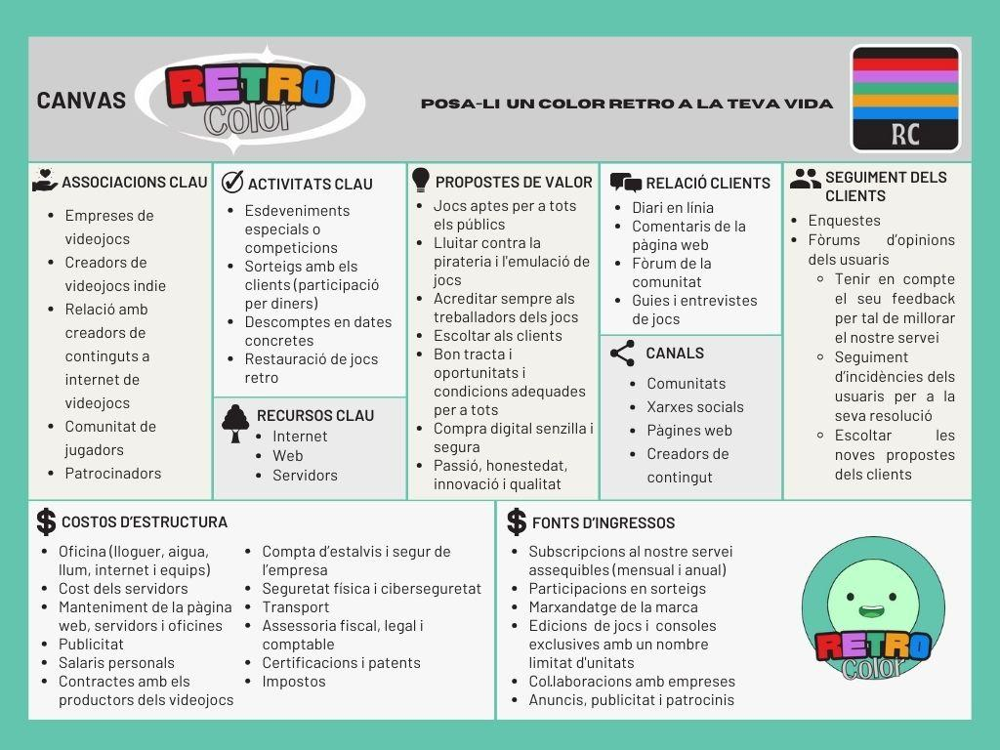 CANVAS
RETRO
Color
POSA-LI UN COLOR RETRO A LA TEVA VIDA
RC
ASSOCIACIONS CLAU
Empreses de
videojocs
Creadors de
videojocs indie
Relació amb
creadors de
continguts a
internet de
videojocs
Comunitat de
jugadors
Patrocinadors
ACTIVITATS CLAU
Esdeveniments
especials o
competicions
Sorteigs amb els
clients (participació
per diners)
Descomptes en dates
concretes
Restauració de jocs
retro
RECURSOS CLAU
Internet
Web
Servidors
PROPOSTES DE VALOR
Jocs aptes per a tots
els públics
Lluitar contra la
pirateria i l'emulació de
jocs
Acreditar sempre als
treballadors dels jocs
Escoltar als clients
Bon tracta i
oportunitats i
condicions adequades
per a tots
Compra digital senzilla i
segura
Passió, honestedat,
innovació i qualitat
RELACIÓ CLIENTS
Diari en línia
Comentaris de la
pàgina web
Fòrum de la
comunitat
Guies i entrevistes
de jocs
CANALS
Comunitats
Xarxes socials
Pàgines web
Creadors de
contingut
SEGUIMENT DELS
CLIENTS
Enquestes
Fòrums d'opinions
dels usuaris
Tenir en compte
el seu feedback
per tal de millorar
el nostre servei
Seguiment
d'incidències dels
usuaris per a la
seva resolució
Escoltar les
noves propostes
dels clients
COSTOS D'ESTRUCTURA
Oficina (lloguer, aigua,
llum, internet i equips)
Cost dels servidors
Manteniment de la pàgina
web, servidors i oficines
Publicitat
Salaris personals
Contractes amb els
productors dels videojocs
Compta d'estalvis i segur de
l'empresa
Seguretat física i ciberseguretat
Transport
Assessoria fiscal, legal i
comptable
Certificacions i patents
Impostos
FONTS D'INGRESSOS
Subscripcions al nostre servei
assequibles (mensual i anual)
Participacions en sorteigs
Marxandatge de la marca
Edicions de jocs i consoles
exclusives amb un nombre
limitat d'unitats
Col.laboracions amb empreses
Anuncis, publicitat i patrocinis
RETRO
Color